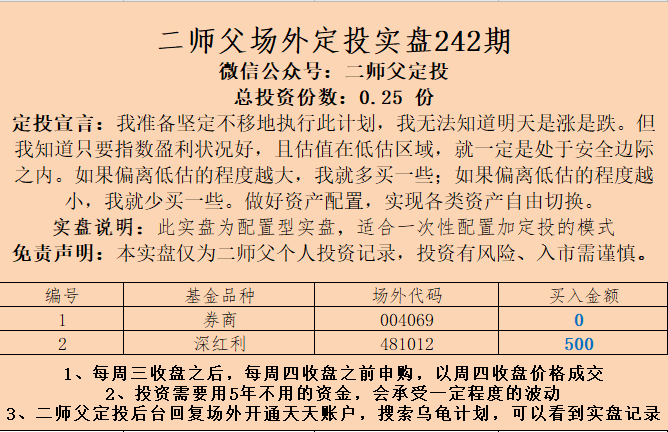 二师父场外定投实盘242期
微信公众号：二师父定投
总投资份数：0.25 份
定投宣言：我准备坚定不移地执行此计划，我无法知道明天是涨是跌。但
我知道只要指数盈利状况好，且估值在低估区域，就一定是处于安全边际
之内。如果偏离低估的程度越大，我就多买一些；如果偏离低估的程度越
小，我就少买一些。做好资产配置，实现各类资产自由切换。
实盘说明：此实盘为配置型实盘，适合一次性配置加定投的模式
免责声明：本实盘仅为二师父个人投资记录，投资有风险、入市需谨慎。
编号 基金品种 场外代码 买入金额
1 券商 004069 0
2 深红利 481012 500
1、每周三收盘之后，每周四收盘之前申购，以周四收盘价格成交
2、投资需要用5年不用的资金，会承受一定程度的波动
3、二师父定投后台回复场外开通天天账户，搜索乌龟计划，可以看到实盘记录